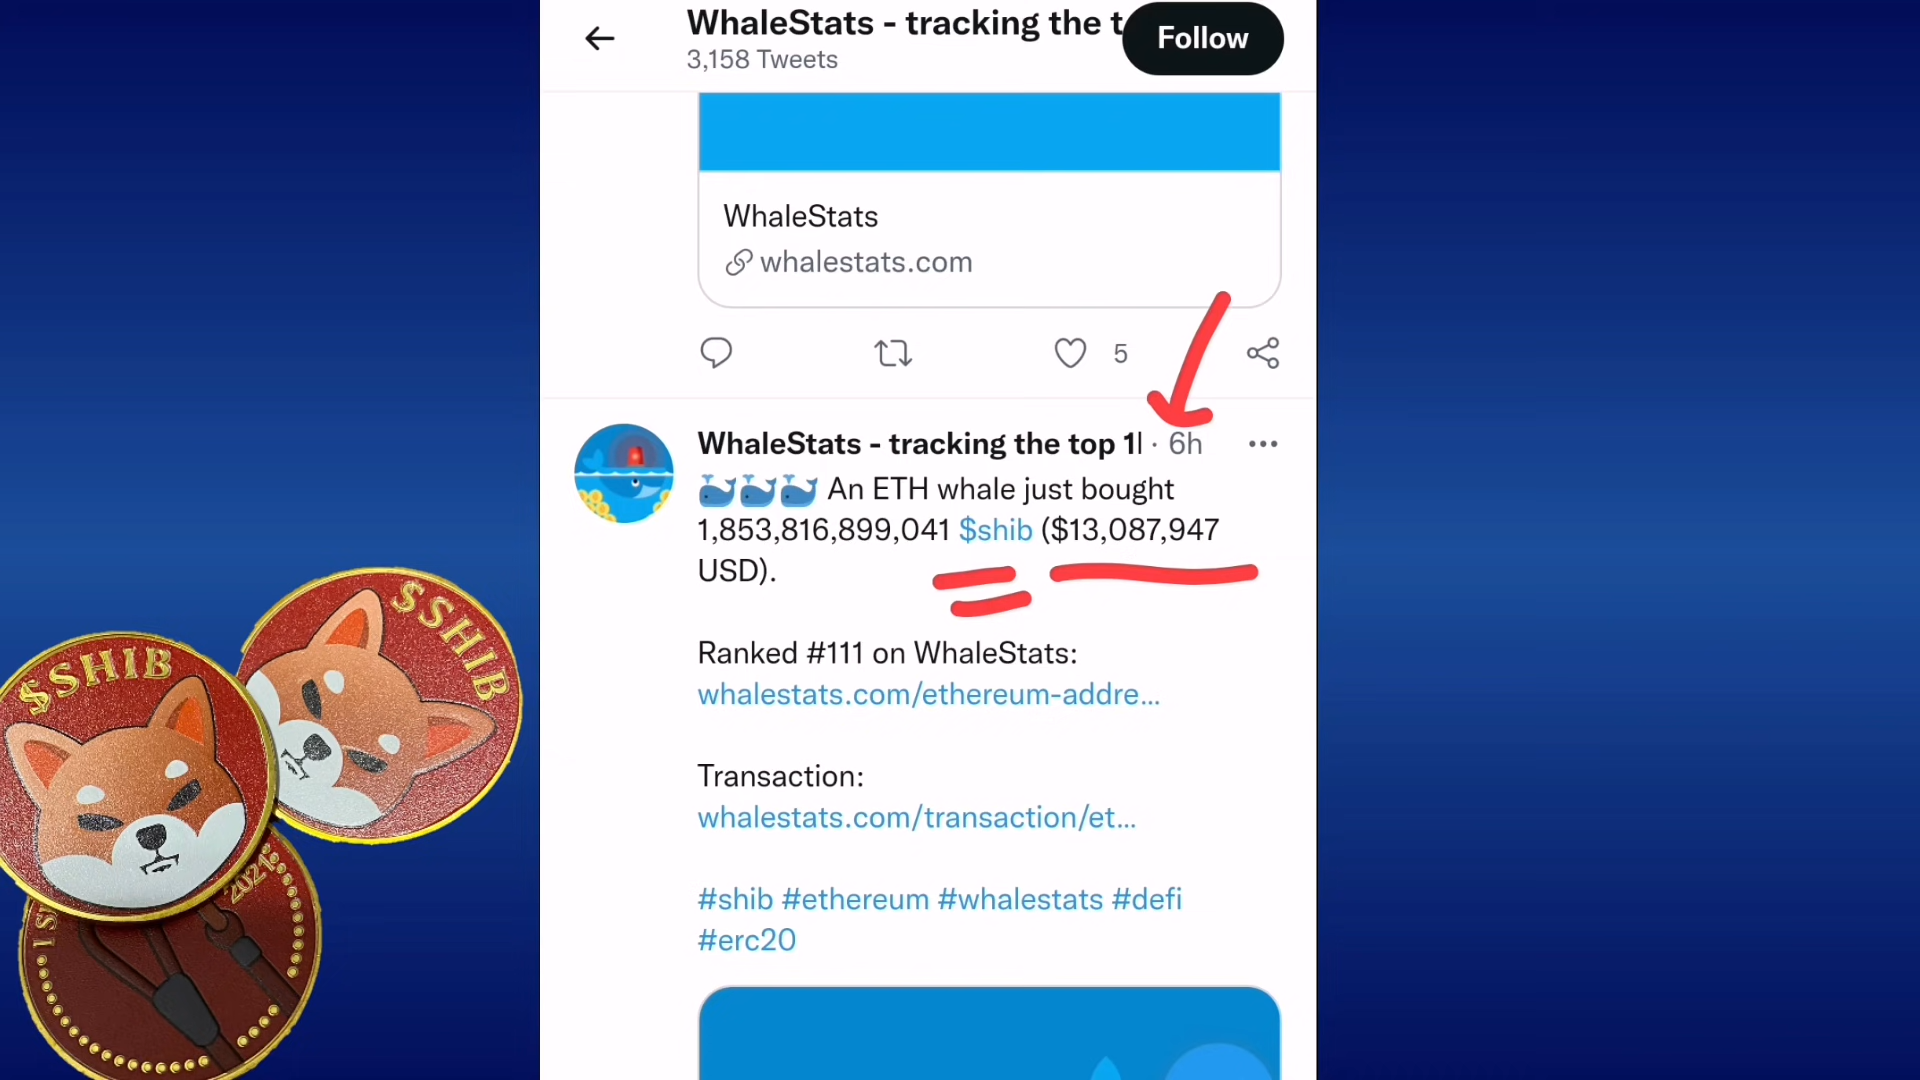 WhaleStats - tracking the t
Follow
3,158 Tweets
WhaleStats
whalestats.com
5
WhaleStats - tracking the top 1 · 6h
An ETH whale just bought
1,853,816,899,041 $shib ($13,087,947
USD).
Ranked #111 on WhaleStats:
whalestats.com/ethereum-addre...
Transaction:
whalestats.com/transaction/et...
#shib #ethereum #whalestats #defi
#erc20
$SHIB
$SHIB
2021